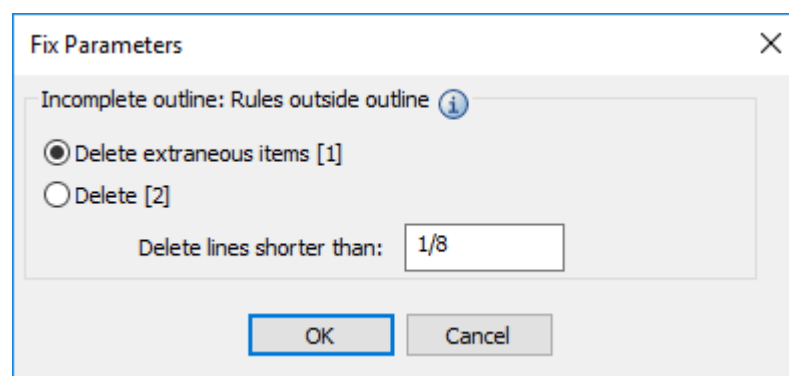 Fix Parameters
Incomplete outline: Rules outside outline
Delete extraneous items [1]
Delete [2]
Delete lines shorter than: 1/8
OK Cancel